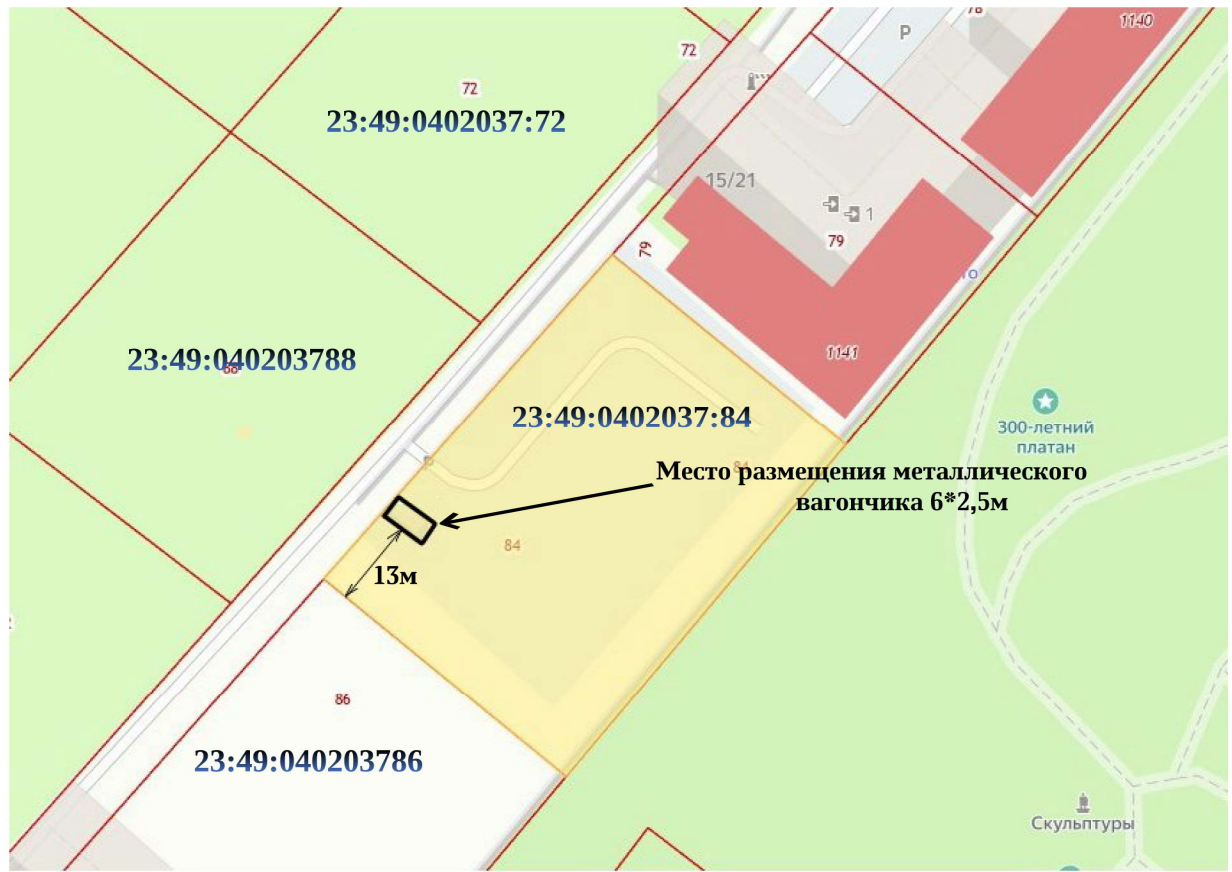 78
1140
P
72
72
23:49:0402037:72
15/21
1
79
79
то
1141
23:49:040203788
88
23:49:0402037:84
300-летний
платан
84
Место размещения металлического
вагончика 6*2,5м
P
84
13м
86
23:49:040203786
Скульптуры